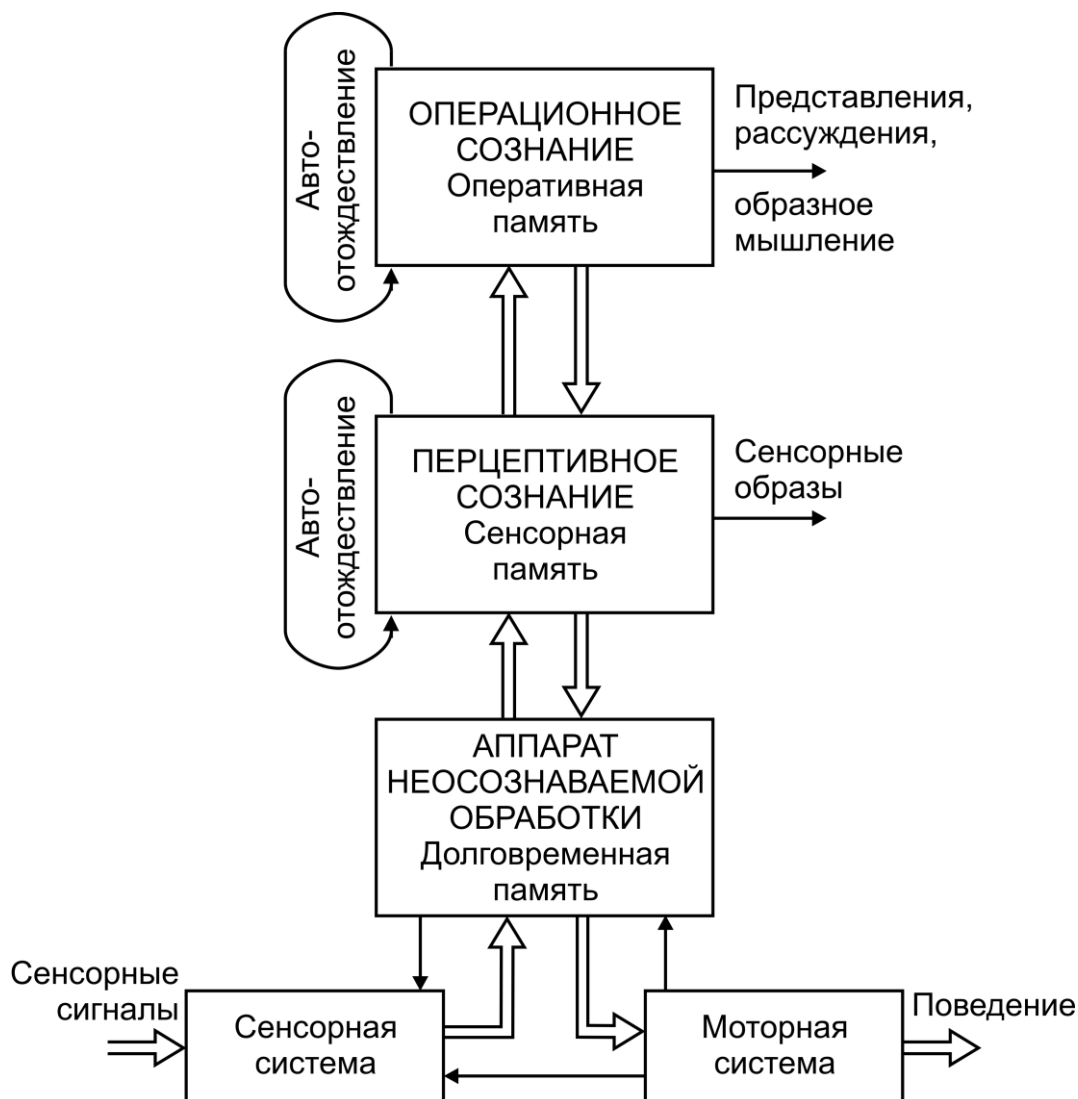 Авто-
отождествление
ОПЕРАЦИОННОЕ
СОЗНАНИЕ
Оперативная
память
Представления,
рассуждения,
образное
мышление
Авто-
отождествление
ПЕРЦЕПТИВНОЕ
СОЗНАНИЕ
Сенсорная
память
Сенсорные
образы
АППАРАТ
НЕОСОЗНАВАЕМОЙ
ОБРАБОТКИ
Долговременная
память
Сенсорные
сигналы
Сенсорная
система
Моторная
система
Поведение